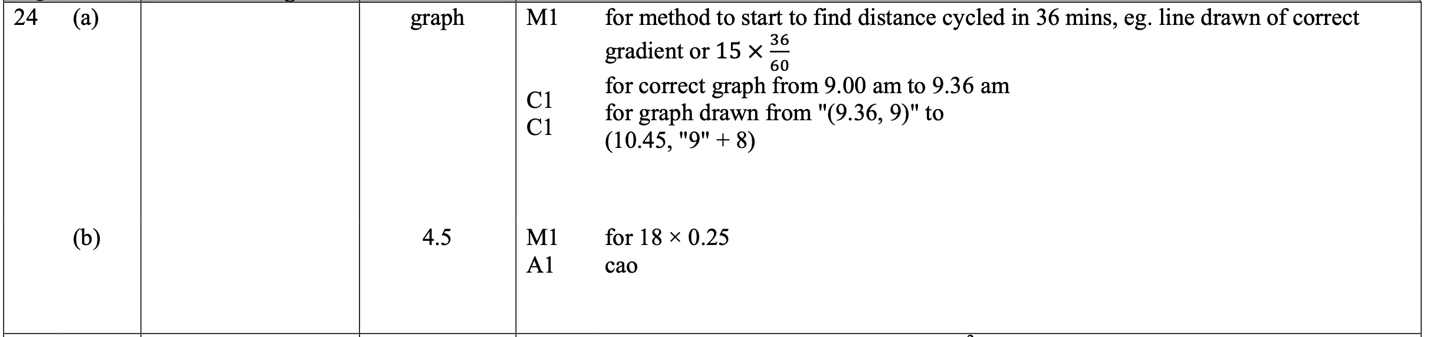 24 (a) graph M1 for method to start to find distance cycled in 36 mins, eg. line drawn of correct
gradient or 15 × 36/60
for correct graph from 9.00 am to 9.36 am
C1
for graph drawn from "(9.36, 9)" to
C1
(10.45, "9" + 8)
(b) 4.5 M1 for 18 × 0.25
A1 cao